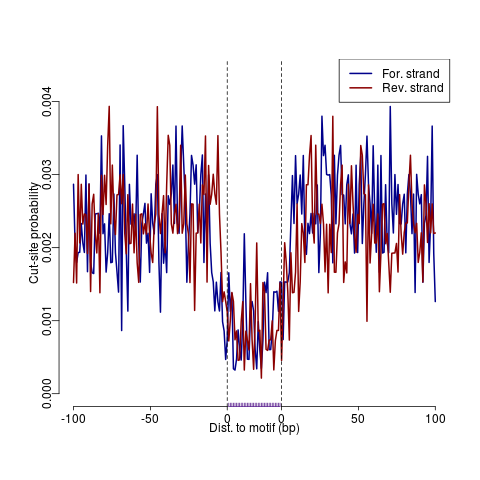 For. strand
Rev. strand
Cut-site probability
0.004
0.003
0.002
0.001
0.000
-100 -50 0 0 50 100
Dist. to motif (bp)